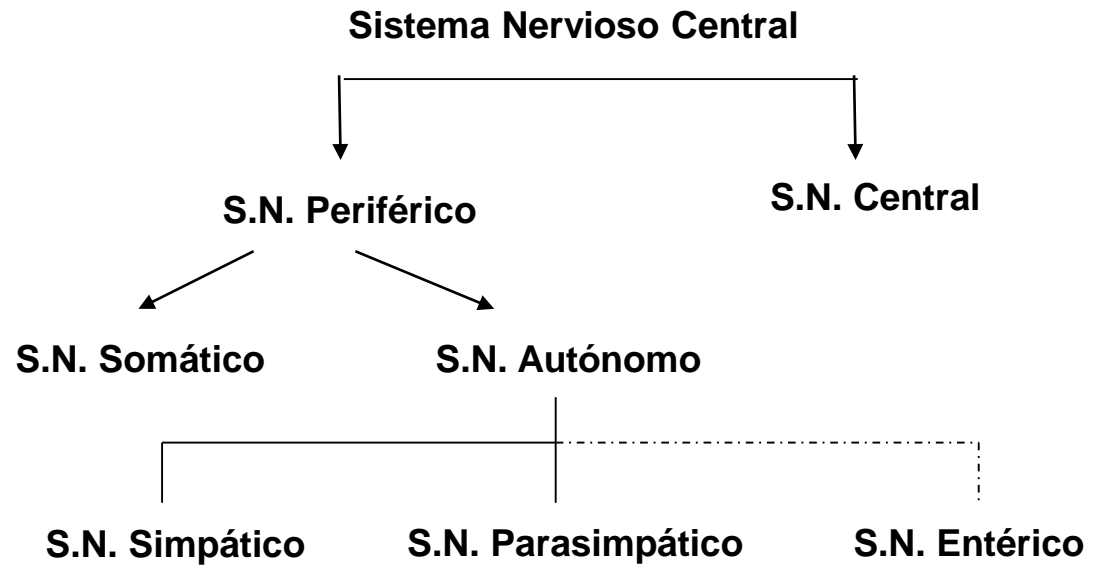 Sistema Nervioso Central
S.N. Periférico
S.N. Central
S.N. Somático
S.N. Autónomo
S.N. Simpático
S.N. Parasimpático
S.N. Entérico